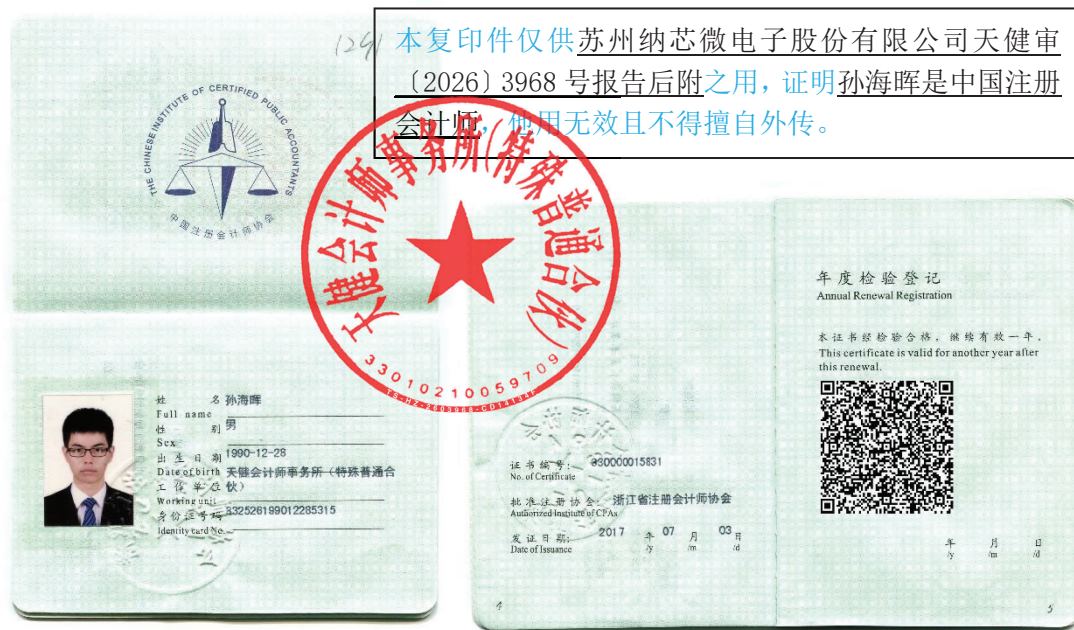 1291
本复印件仅供苏州纳芯微电子股份有限公司天健审
〔2026〕3968 号报告后附之用，证明孙海晖是中国注册
会计师，他用无效且不得擅自外传。
THE CHINESE INSTITUTE OF CERTIFIED PUBLIC ACCOUNTANTS
中国注册会计师协会
天健会计师事务所(特殊普通合伙)
33010210059709
TS-HZ-2603968-CD14134F
姓 名 孙海晖
Full name
性 别 男
Sex
出生日期 1990-12-28
Date of birth
天健会计师事务所（特殊普通合
工作单位 伙）
Working unit
身份证号码 332526199012285315
Identity card No.
证书编号： 330000015831
No. of Certificate
批准注册协会： 浙江省注册会计师协会
Authorized Institute of CPAs
发证日期： 2017 年 07 月 03 日
Date of Issuance /y /m /d
4
年度检验登记
Annual Renewal Registration
本证书经检验合格，继续有效一年。
This certificate is valid for another year after
this renewal.
年 月 日
/y /m /d
5